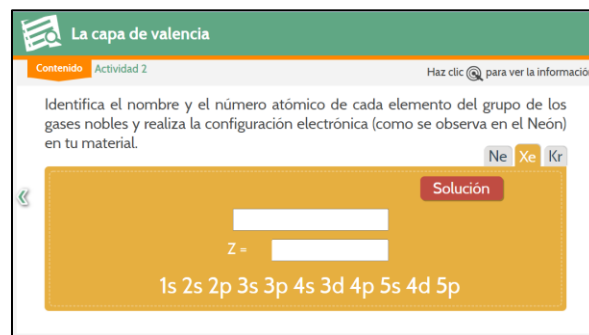 La capa de valencia
Contenido Actividad 2
Haz clic para ver la informació
Identifica el nombre y el número atómico de cada elemento del grupo de los
gases nobles y realiza la configuración electrónica (como se observa en el Neón)
en tu material.
Ne Xe Kr
Solución
Z =
1s 2s 2p 3s 3p 4s 3d 4p 5s 4d 5p